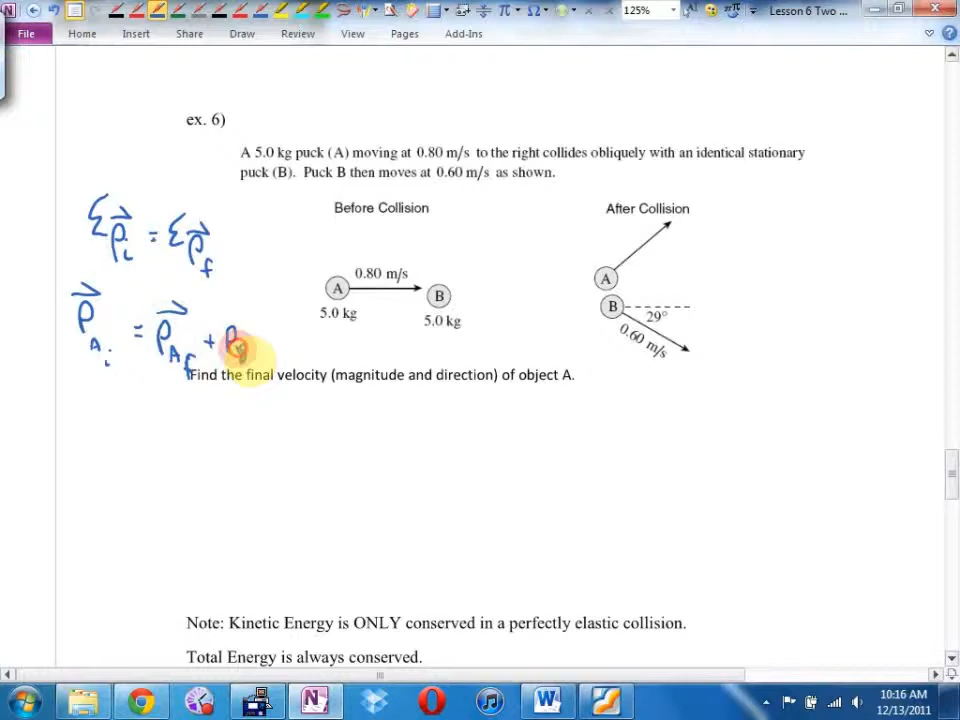 125%
Lesson 6 Two ...
File Home Insert Share Draw Review View Pages Add-Ins
ex. 6)
A 5.0 kg puck (A) moving at 0.80 m/s to the right collides obliquely with an identical stationary
puck (B). Puck B then moves at 0.60 m/s as shown.
Before Collision
After Collision
Σp⃗i = Σp⃗f
0.80 m/s
A
B
5.0 kg
5.0 kg
A
B
29°
0.60 m/s
P⃗Ai = P⃗Af + P
Find the final velocity (magnitude and direction) of object A.
Note: Kinetic Energy is ONLY conserved in a perfectly elastic collision.
Total Energy is always conserved.
10:16 AM
12/13/2011